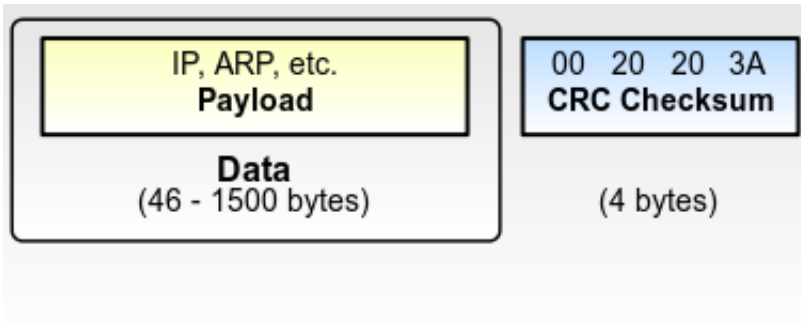 IP, ARP, etc.
Payload
Data
(46 - 1500 bytes)
00 20 20 3A
CRC Checksum
(4 bytes)